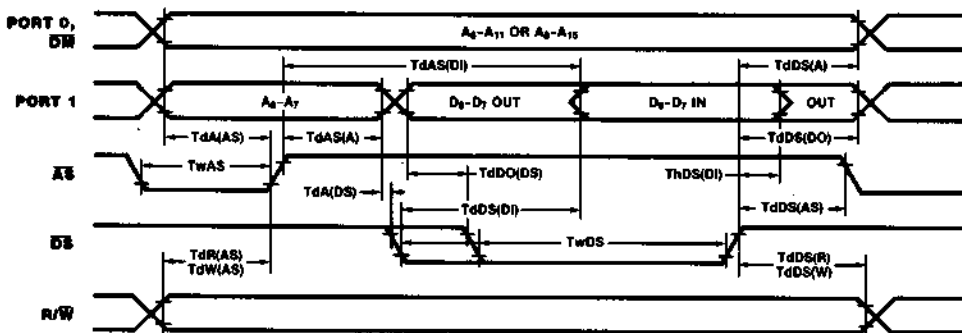 PORT 0,
DM
A8-A11 OR A8-A15
TdAS(DI)
TdDS(A)
PORT 1
A0-A7
D0-D7 OUT
D0-D7 IN
OUT
TdA(AS)
TdAS(A)
TdDS(DO)
AS
TwAS
TdDO(DS)
ThDS(DI)
TdA(DS)
TdDS(DI)
TdDS(AS)
DS
TwDS
TdR(AS)
TdW(AS)
TdDS(R)
TdDS(W)
R/W